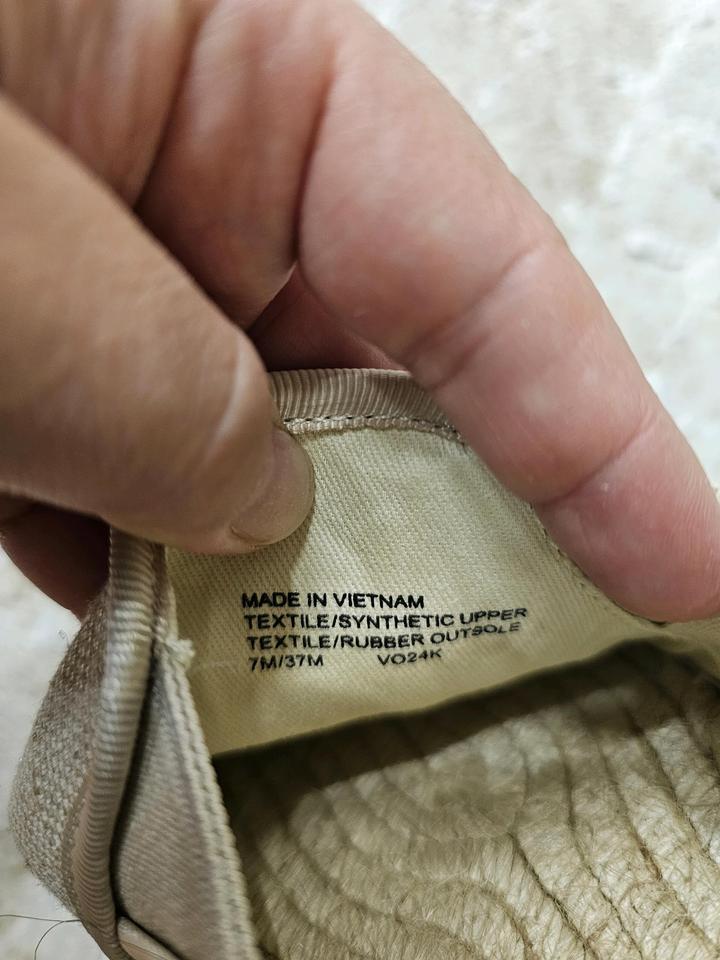 MADE IN VIETNAM
TEXTILE/SYNTHETIC UPPER
TEXTILE/RUBBER OUTSOLE
7M/37M VO24K